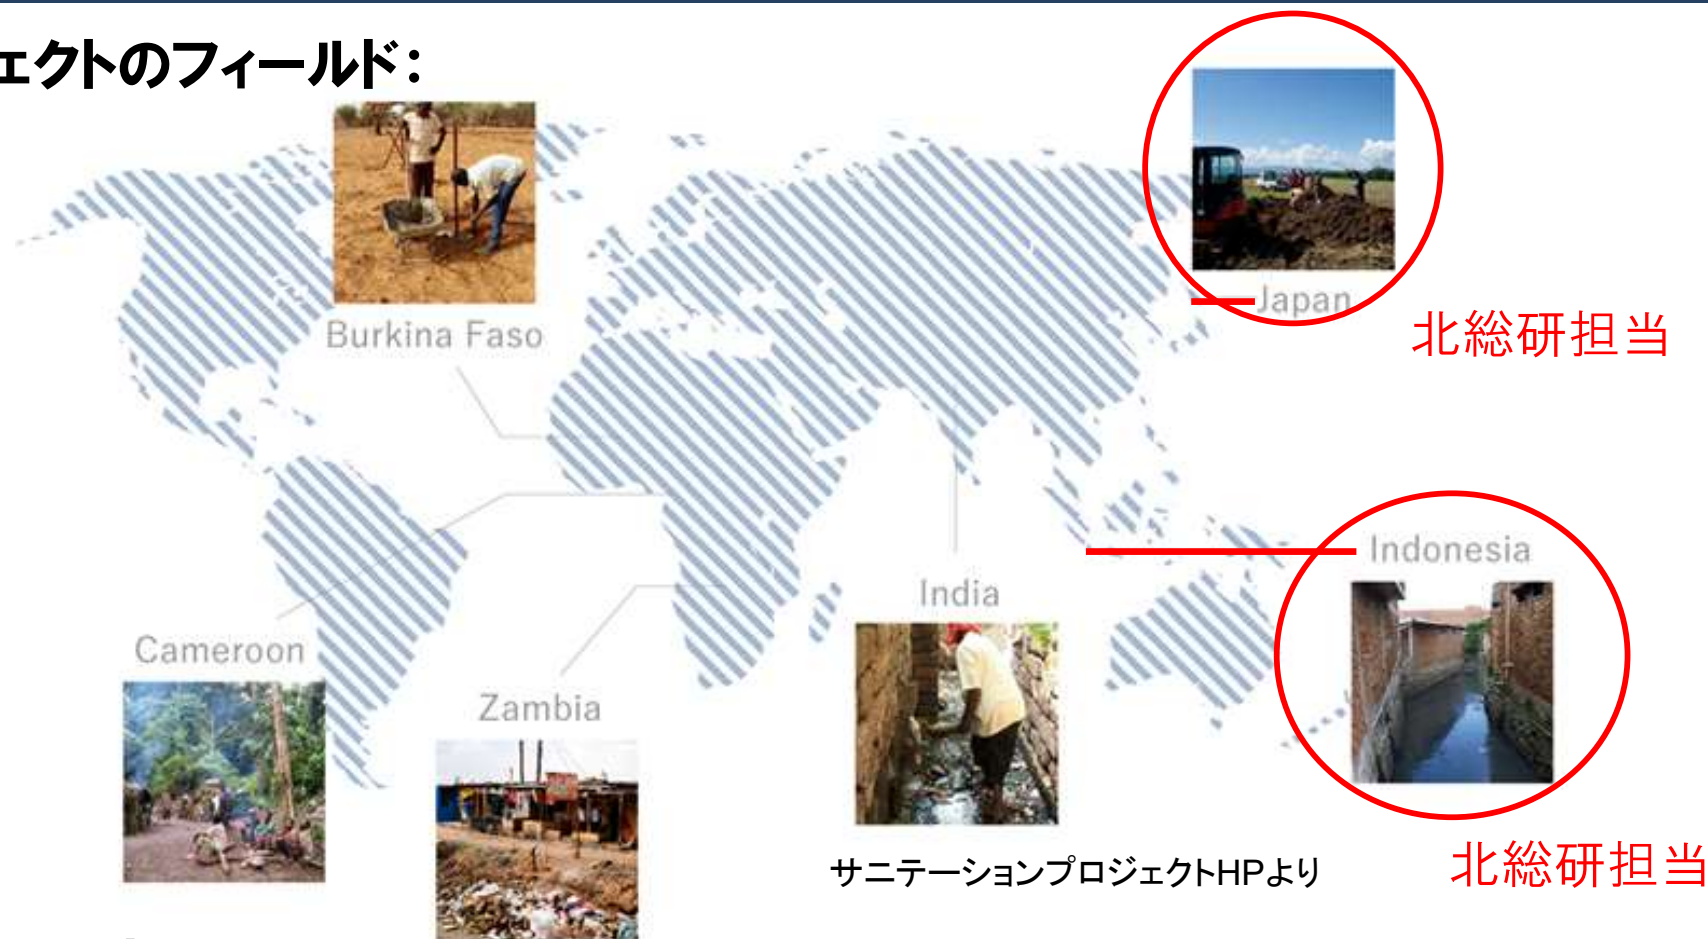 ェクトのフィールド：
Burkina Faso
Japan
北総研担当
Indonesia
India
Cameroon
Zambia
サニテーションプロジェクトHPより
北総研担当